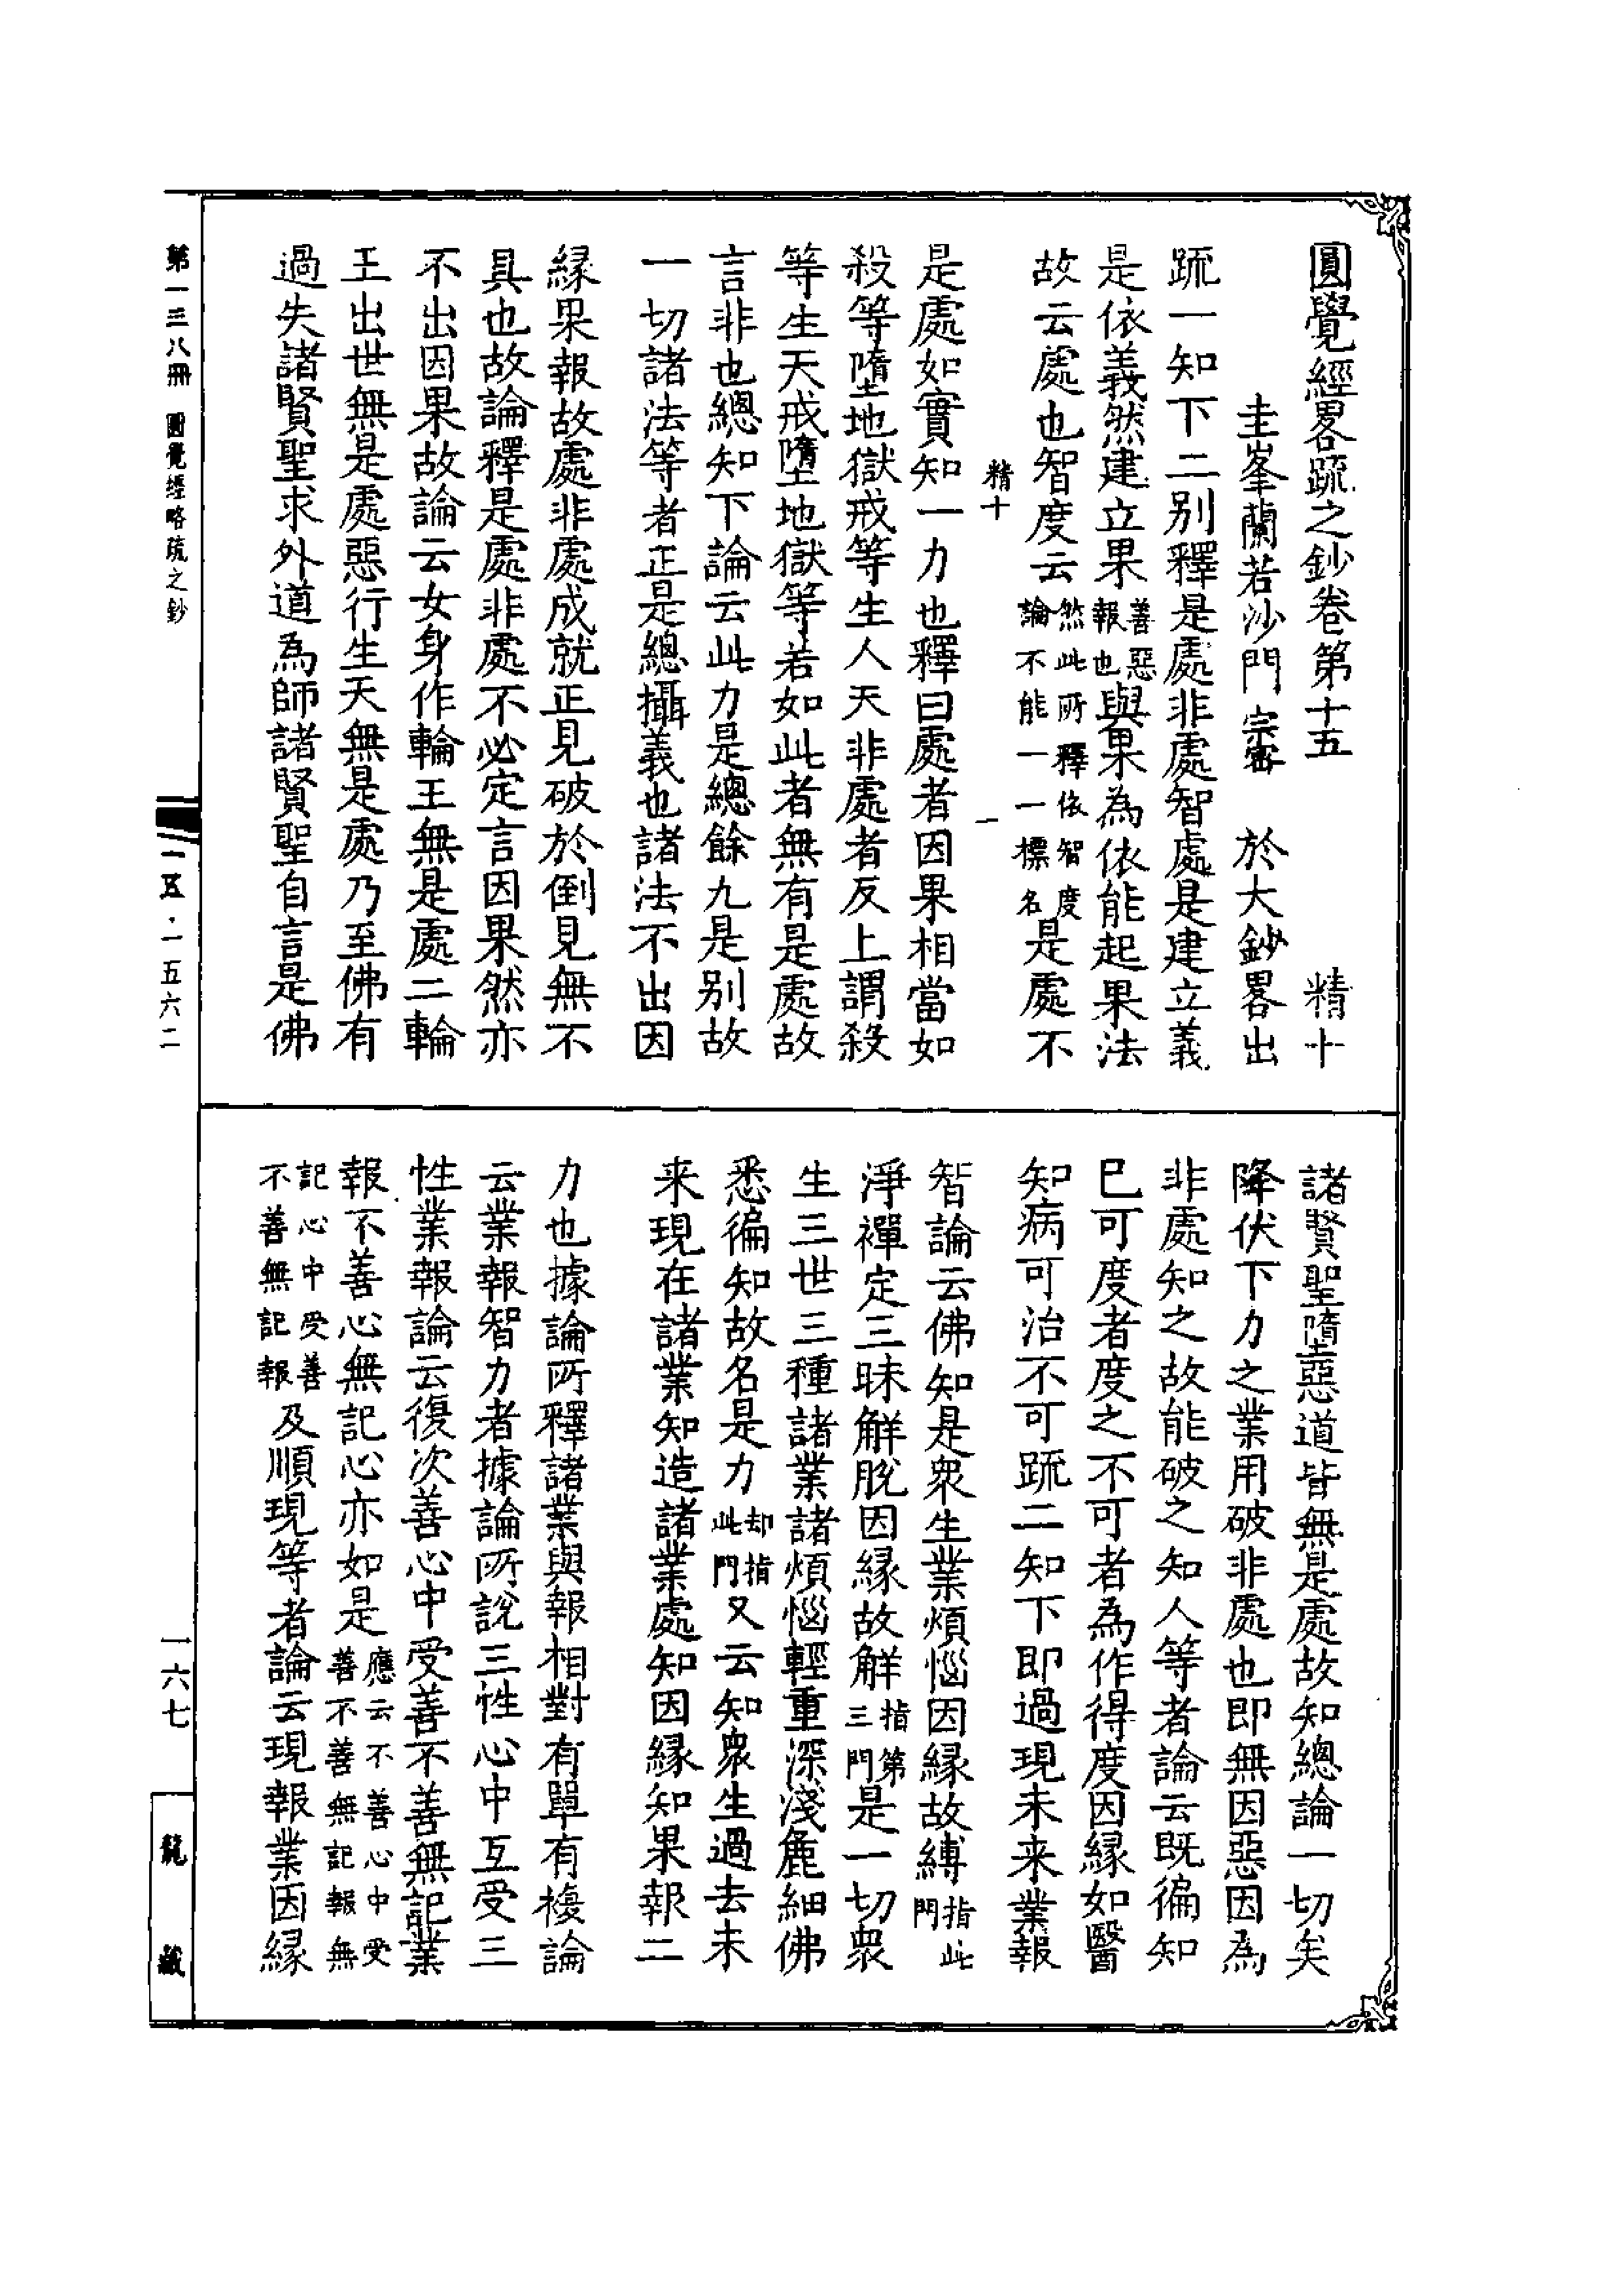 圓覺經畧疏之鈔卷第十五　精十
圭峯蘭若沙門宗密　於大鈔畧出
疏一知下二别釋是處非處智處是建立義
是依義然建立果善惡報也與果為依能起果法
故云處也智度云然此所釋依智度論不能一一標名是處不
精十　一
是處如實知一力也釋曰處者因果相當如
殺等墮地獄戒等生人天非處者反上謂殺
等生天戒墮地獄等若如此者無有是處故
言非也總知下論云此力是總餘九是别故
一切諸法等者正是總攝義也諸法不出因
緣果報故處非處成就正見破於倒見無不
具也故論釋是處非處不必定言因果然亦
不出因果故論云女身作輪王無是處二輪
王出世無是處惡行生天無是處乃至佛有
過失諸賢聖求外道為師諸賢聖自言是佛
諸賢聖墮惡道皆無是處故知總論一切矣
降伏下力之業用破非處也即無因惡因為
非處知之故能破之知人等者論云既徧知
已可度者度之不可者為作得度因緣如醫
知病可治不可疏二知下即過現未来業報
智論云佛知是衆生業煩惱因緣故縛指此門
淨禪定三昧解脫因緣故解指第三門是一切衆
生三世三種諸業諸煩惱輕重深淺麁細佛
悉徧知故名是力却指此門又云知衆生過去未
来現在諸業知造諸業處知因緣知果報二
力也據論所釋諸業與報相對有單有複論
云業報智力者據論所說三性心中互受三
性業報論云復次善心中受善不善無記業
報不善心無記心亦如是應云不善心中受善不善無記報無
記心中受善不善無記報及順現等者論云現報業因緣
第一三八冊　圓覺經略疏之鈔
一五·一五六二
一六七
龍藏